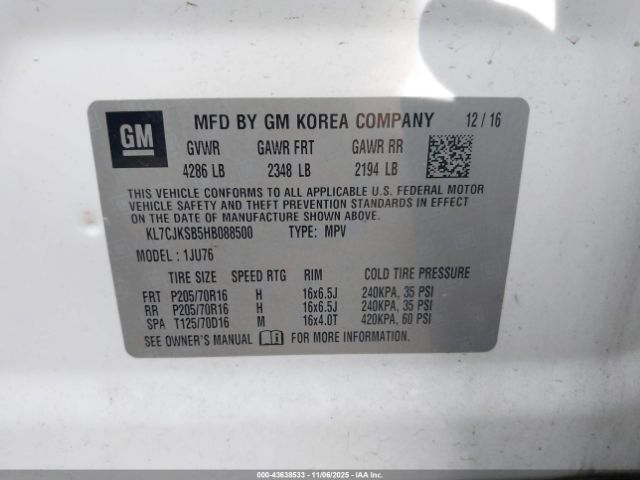 GM MFD BY GM KOREA COMPANY 12 / 16
GVWR GAWR FRT GAWR RR
4286 LB 2348 LB 2194 LB
THIS VEHICLE CONFORMS TO ALL APPLICABLE U.S. FEDERAL MOTOR
VEHICLE SAFETY AND THEFT PREVENTION STANDARDS IN EFFECT
ON THE DATE OF MANUFACTURE SHOWN ABOVE.
KL7CJKSB5HB088500 TYPE: MPV
MODEL : 1JU76
TIRE SIZE SPEED RTG RIM COLD TIRE PRESSURE
FRT P205/70R16 H 16x6.5J 240KPA, 35 PSI
RR P205/70R16 H 16x6.5J 240KPA, 35 PSI
SPA T125/70D16 M 16x4.0T 420KPA, 60 PSI
SEE OWNER'S MANUAL FOR MORE INFORMATION.
000-43638533 - 11/06/2025 - IAAI.COM